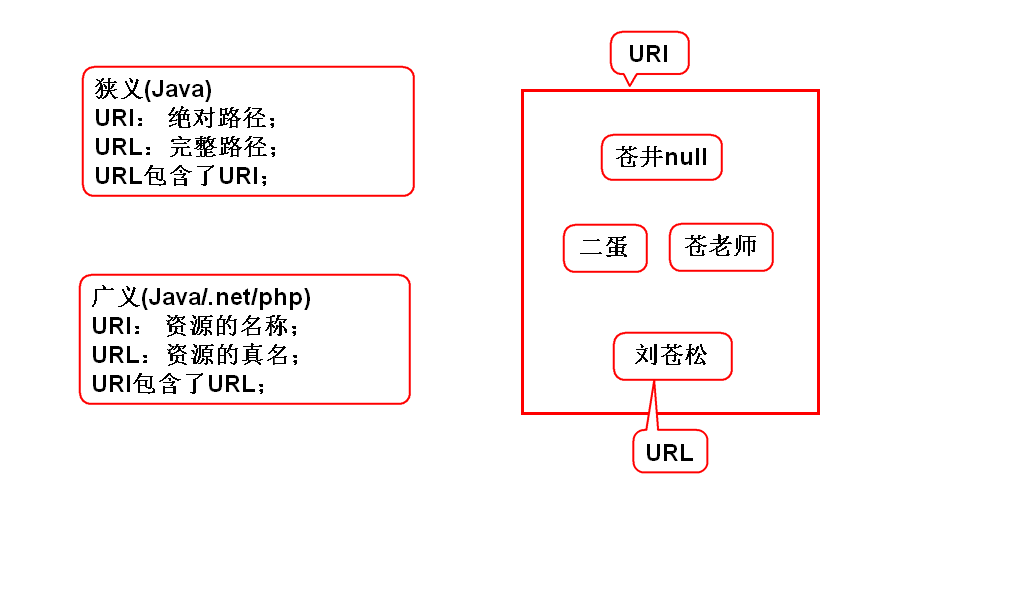 狭义(Java)
URI： 绝对路径；
URL：完整路径；
URL包含了URI；
广义(Java/.net/php)
URI： 资源的名称；
URL：资源的真名；
URI包含了URL；
URI
苍井null
二蛋
苍老师
刘苍松
URL